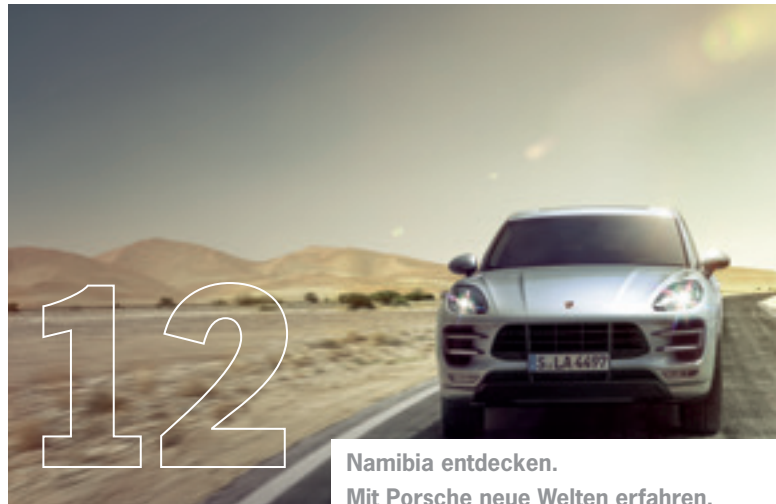 12
S-LA 4497
Namibia entdecken.
Mit Porsche neue Welten erfahren.